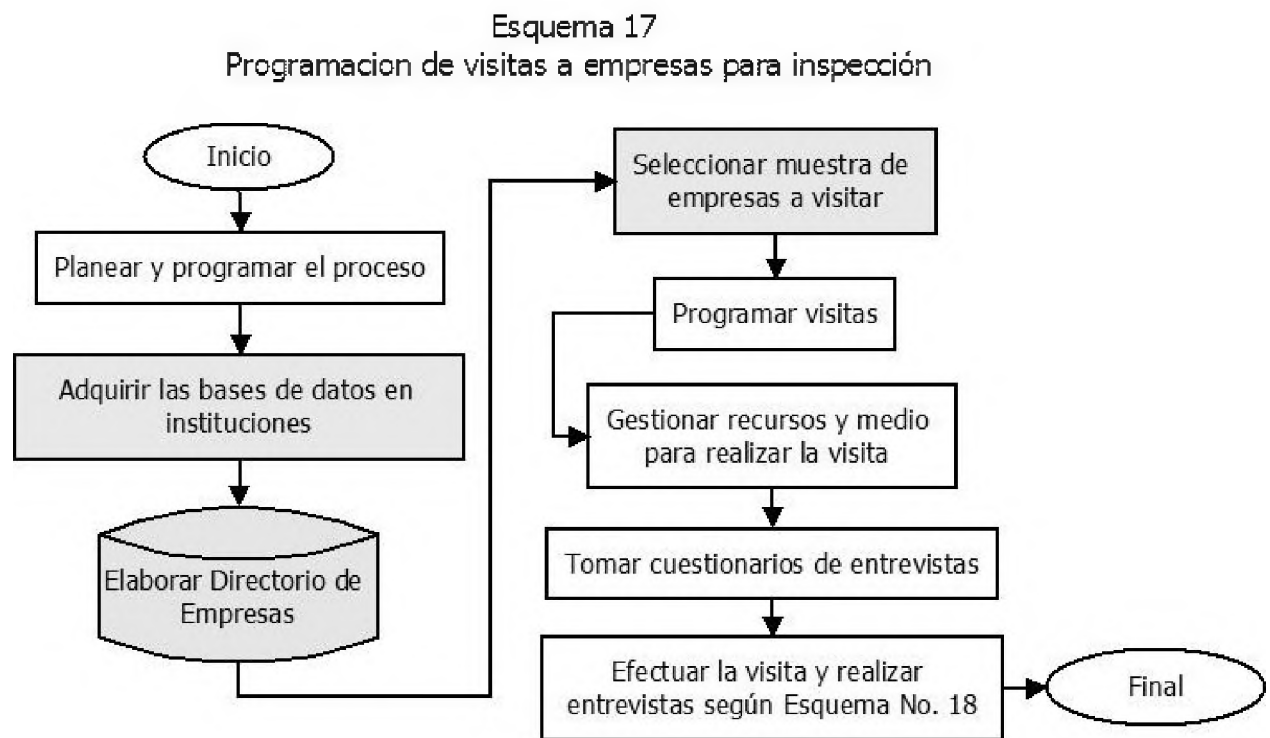 Esquema 17
Programacion de visitas a empresas para inspección
Inicio
Planear y programar el proceso
Adquirir las bases de datos en
instituciones
Elaborar Directorio de
Empresas
Seleccionar muestra de
empresas a visitar
Programar visitas
Gestionar recursos y medio
para realizar la visita
Tomar cuestionarios de entrevistas
Efectuar la visita y realizar
entrevistas según Esquema No. 18
Final